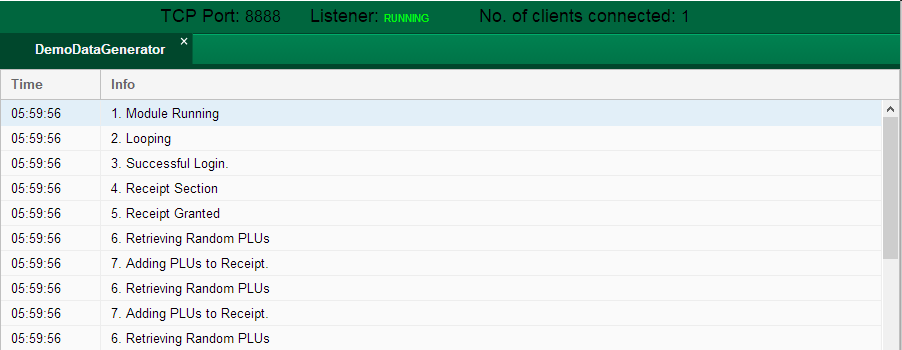 TCP Port: 8888 Listener: RUNNING No. of clients connected: 1
DemoDataGenerator ×
Time Info
05:59:56 1. Module Running
05:59:56 2. Looping
05:59:56 3. Successful Login.
05:59:56 4. Receipt Section
05:59:56 5. Receipt Granted
05:59:56 6. Retrieving Random PLUs
05:59:56 7. Adding PLUs to Receipt.
05:59:56 6. Retrieving Random PLUs
05:59:56 7. Adding PLUs to Receipt.
05:59:56 6. Retrieving Random PLUs